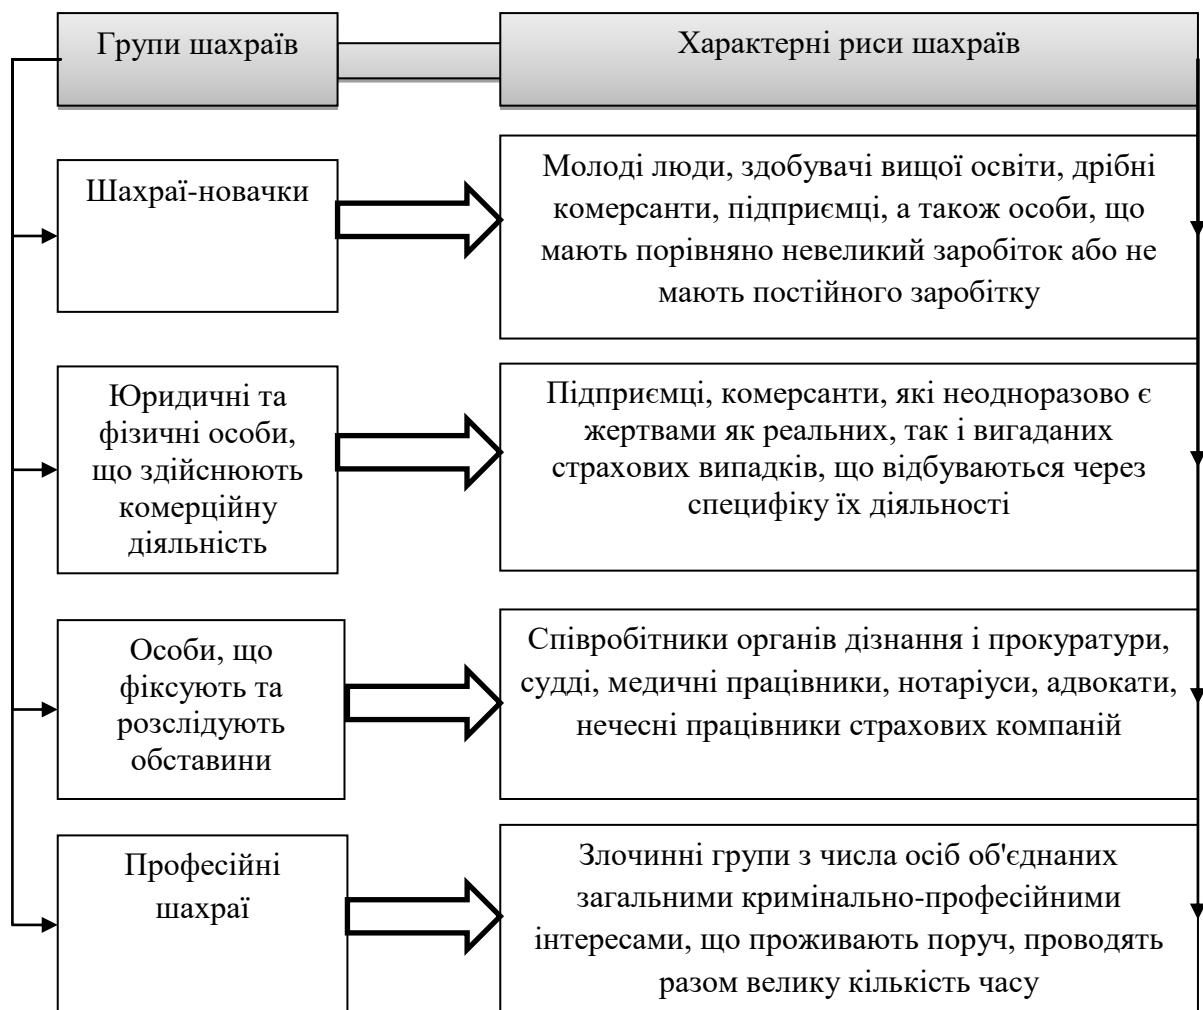 Групи шахраїв
Характерні риси шахраїв
Шахраї-новачки
Молоді люди, здобувачі вищої освіти, дрібні
комерсанти, підприємці, а також особи, що
мають порівняно невеликий заробіток або не
мають постійного заробітку
Юридичні та
фізичні особи,
що здійснюють
комерційну
діяльність
Підприємці, комерсанти, які неодноразово є
жертвами як реальних, так і вигаданих
страхових випадків, що відбуваються через
специфіку їх діяльності
Особи, що
фіксують та
розслідують
обставини
Співробітники органів дізнання і прокуратури,
судді, медичні працівники, нотаріуси, адвокати,
нечесні працівники страхових компаній
Професійні
шахраї
Злочинні групи з числа осіб об'єднаних
загальними кримінально-професійними
інтересами, що проживають поруч, проводять
разом велику кількість часу